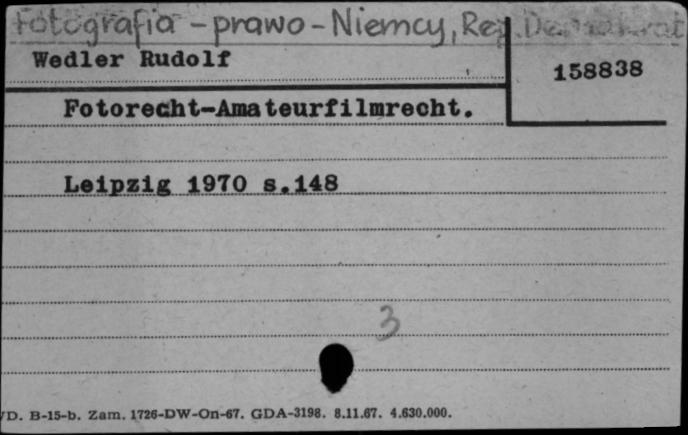 Fotografia - prawo - Niemcy, Rep. Demokrat
Wedler Rudolf
158838
Fotorecht-Amateurfilmrecht.
Leipzig 1970 s.148
3
/D. B-15-b. Zam. 1726-DW-On-67. GDA-3198. 8.11.67. 4.630.000.